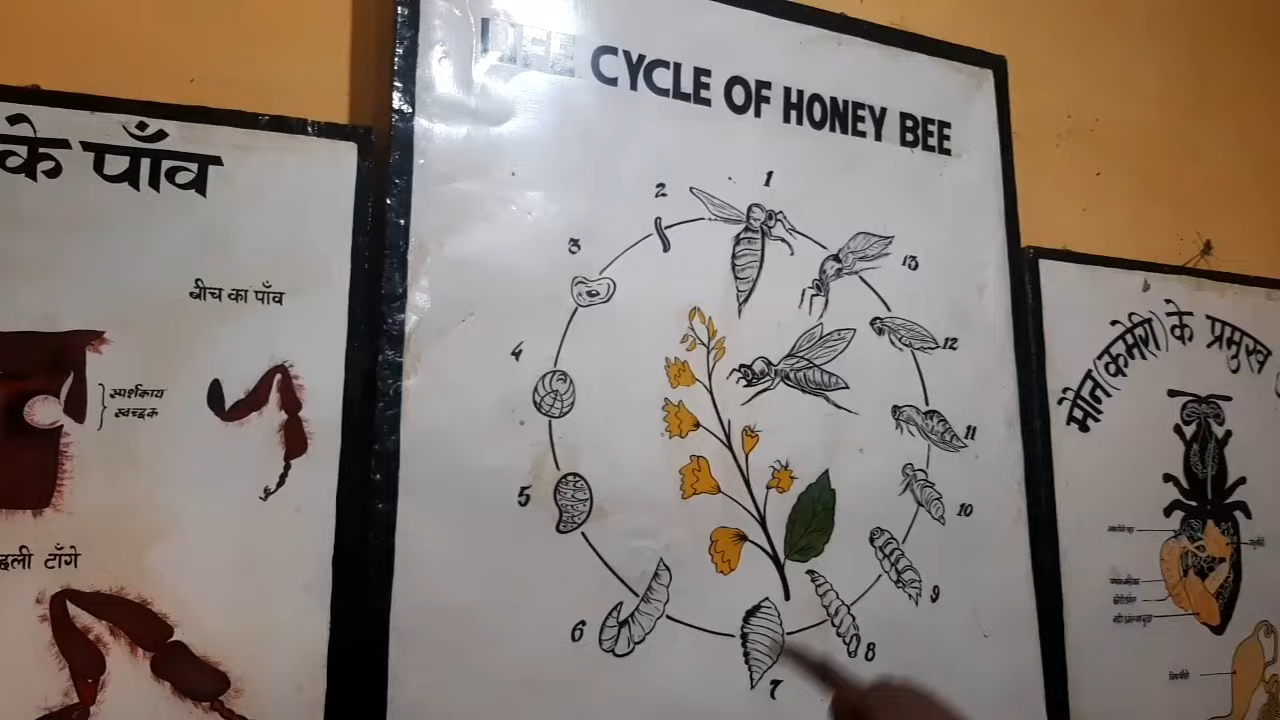 के पाँव
बीच का पाँव
स्पर्शकाय
स्वच्छक
टाँगे
CYCLE OF HONEY BEE
1
2
3
4
5
6
7
8
9
10
11
12
13
मौन(कमेरी) के प्रमुख